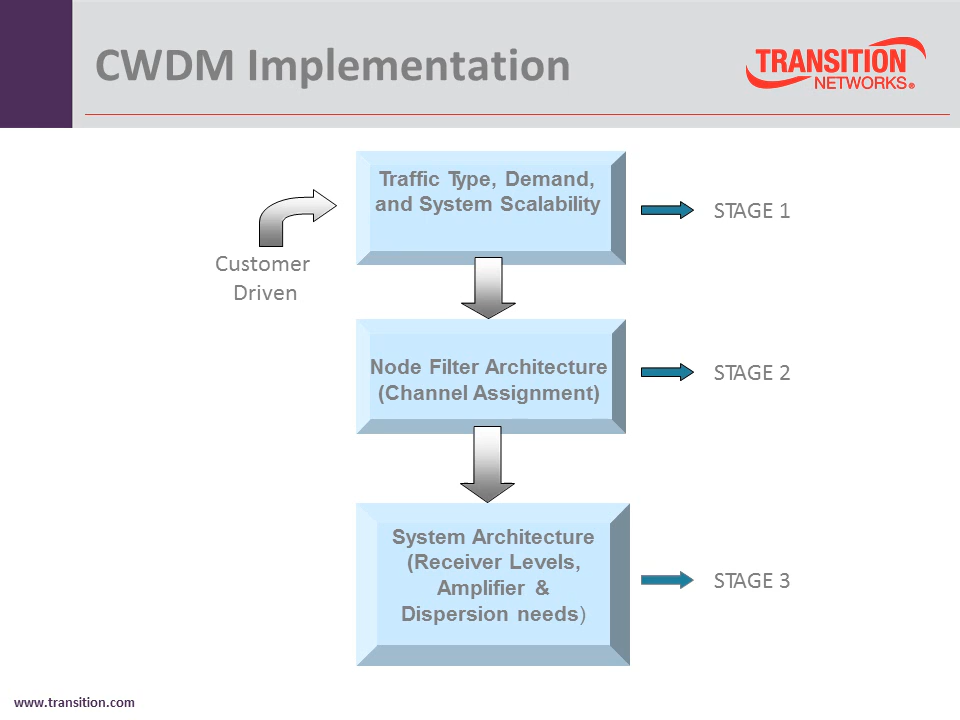 CWDM Implementation
TRANSITION
NETWORKS®
Traffic Type, Demand,
and System Scalability
STAGE 1
Customer
Driven
Node Filter Architecture
(Channel Assignment)
STAGE 2
System Architecture
(Receiver Levels,
Amplifier &
Dispersion needs)
STAGE 3
www.transition.com